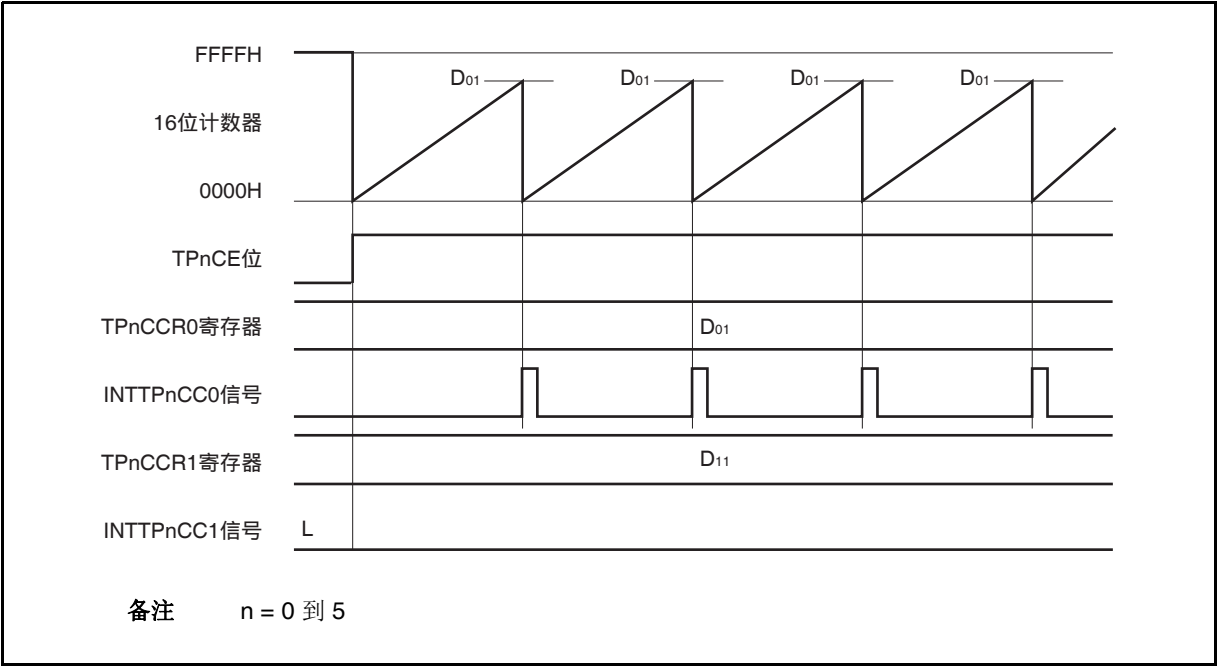 FFFFH
D01 D01 D01 D01
16位计数器
0000H
TPnCE位
TPnCCR0寄存器 D01
INTTPnCC0信号
TPnCCR1寄存器 D11
INTTPnCC1信号 L
备注 n = 0 到 5